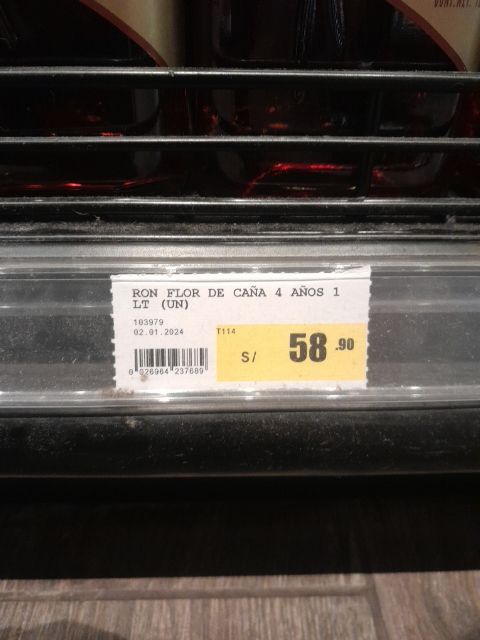 RON FLOR DE CAÑA 4 AÑOS 1
LT (UN)
103979
02.01.2024
T114
S/ 58 .90
0 026964 237689